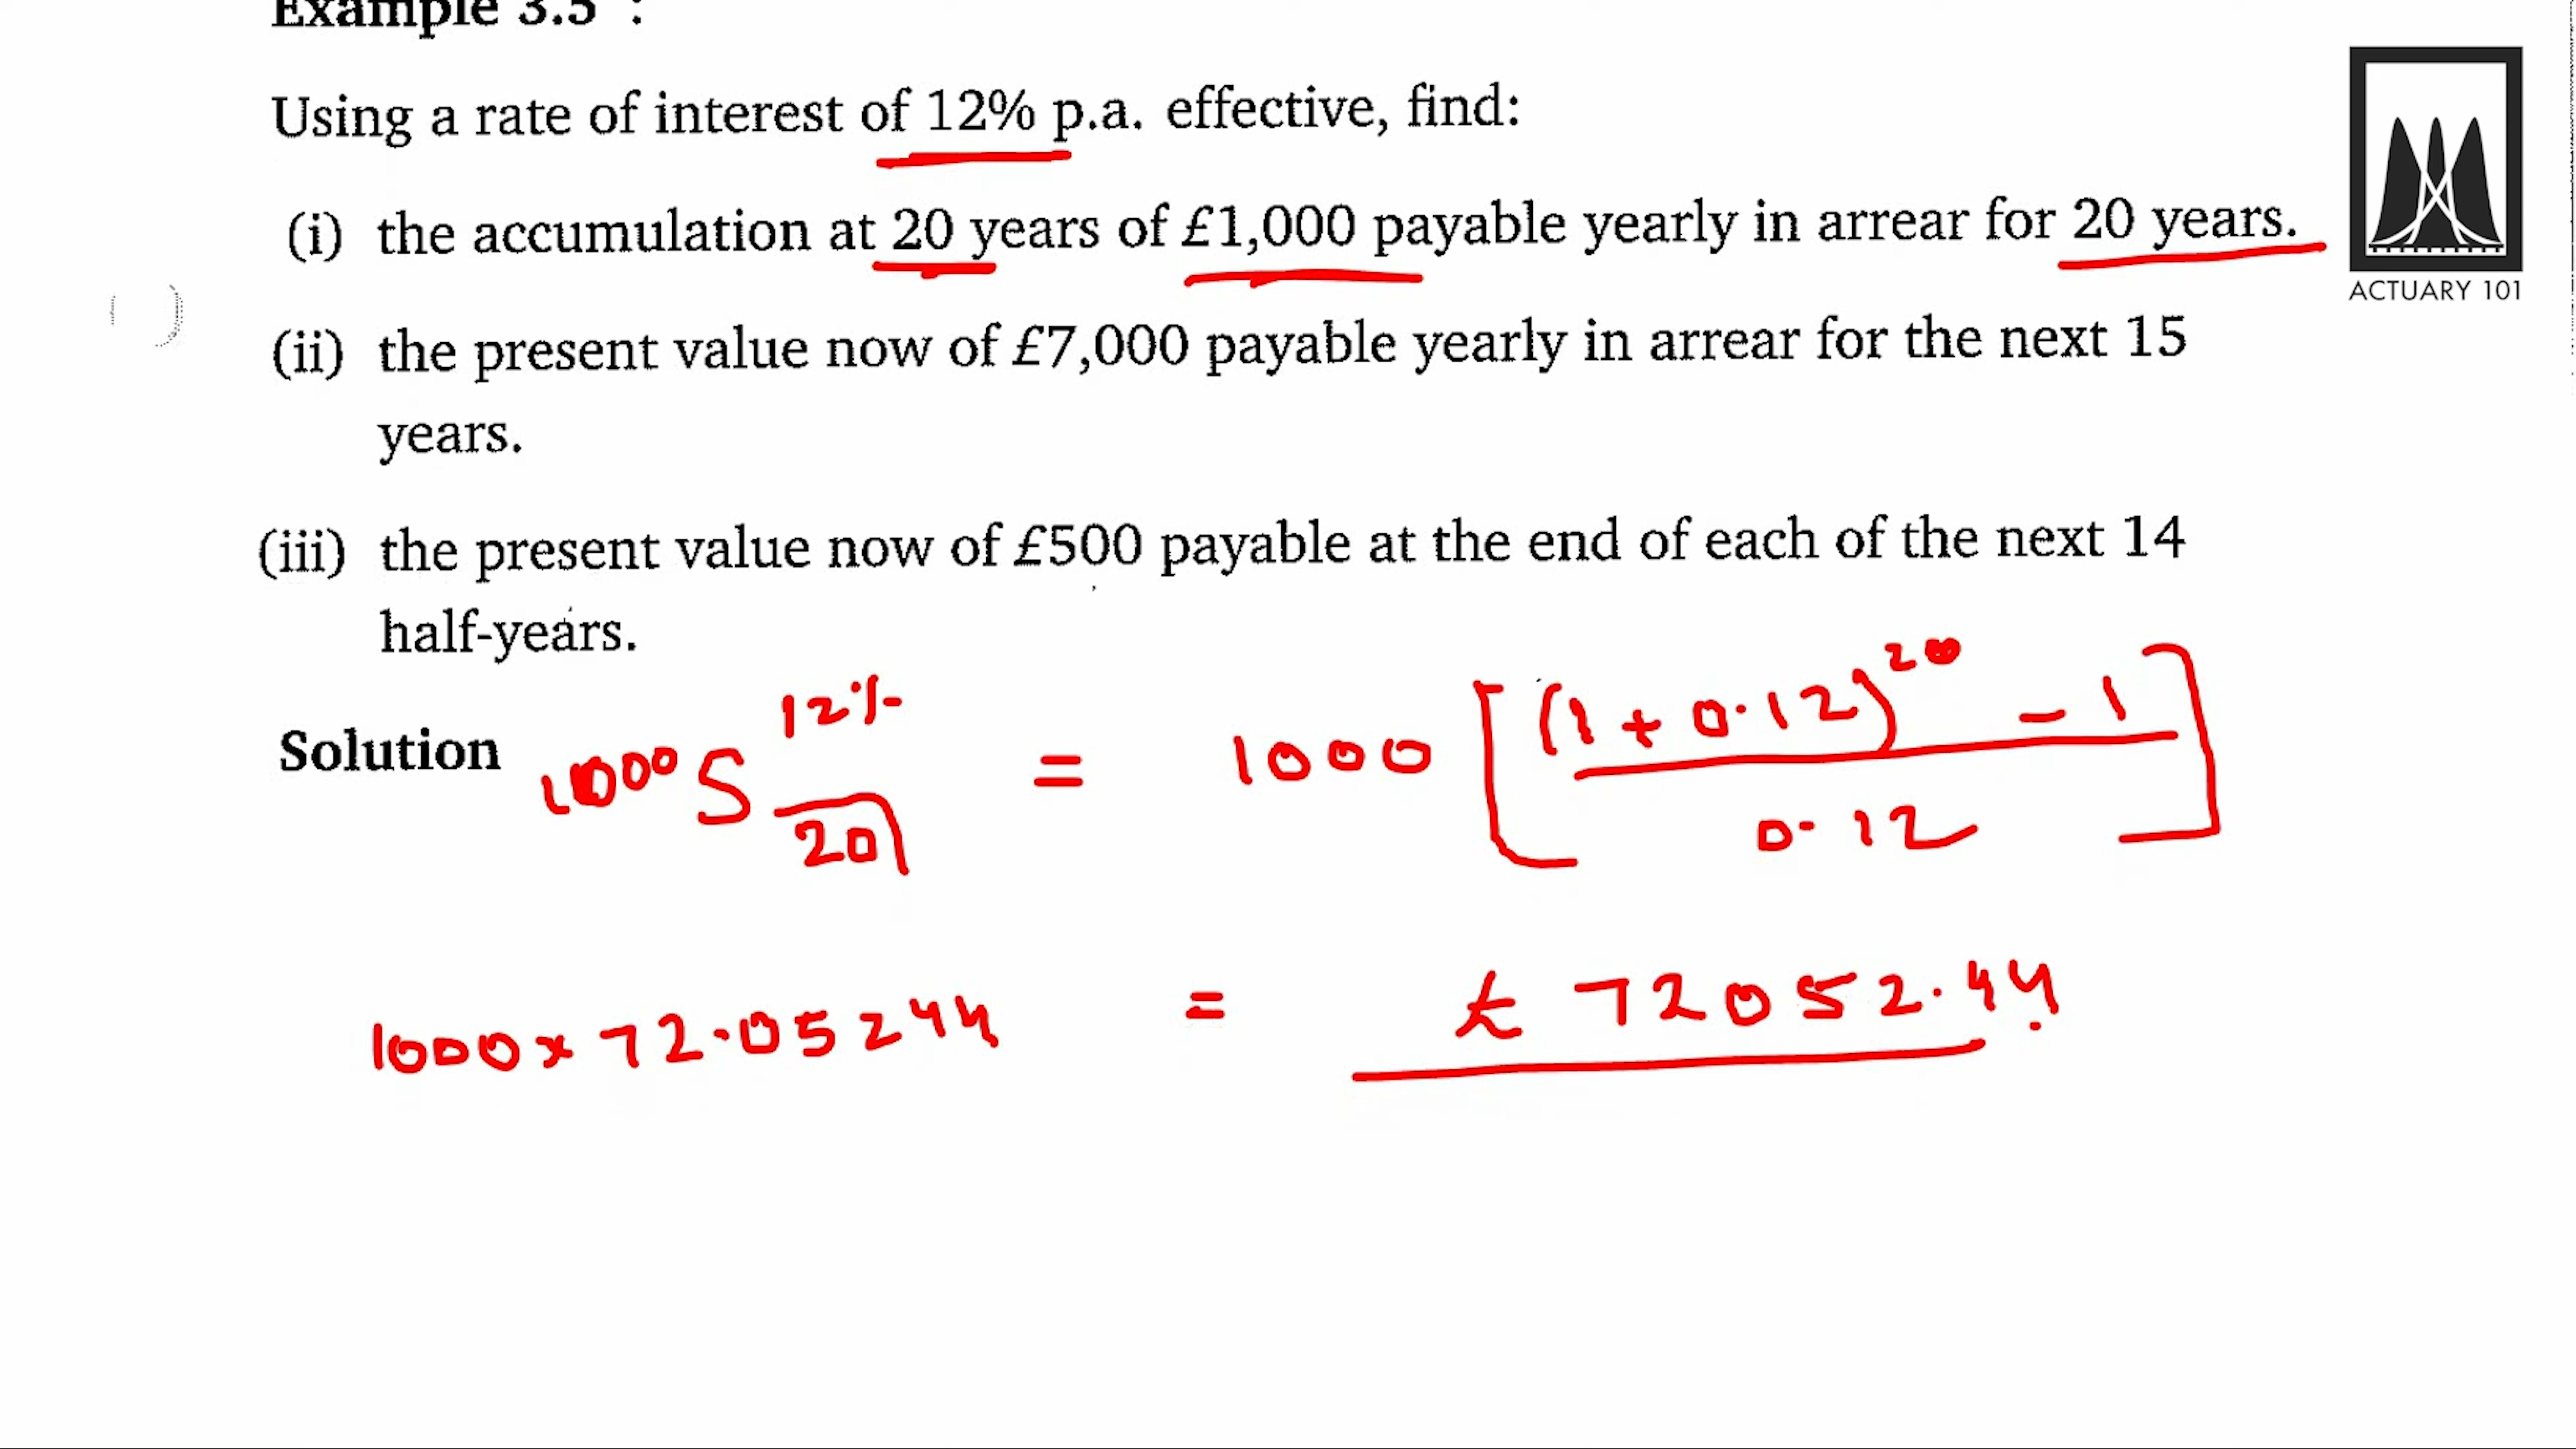 Example 3.5 :
Using a rate of interest of 12% p.a. effective, find:
(i) the accumulation at 20 years of £1,000 payable yearly in arrear for 20 years.
ACTUARY 101
(ii) the present value now of £7,000 payable yearly in arrear for the next 15
years.
(iii) the present value now of £500 payable at the end of each of the next 14
half-years.
Solution 1000 S 12% 20 = 1000 [ (1 + 0.12)^20 - 1 / 0.12 ]
1000 x 72.05244 = £ 72052.44